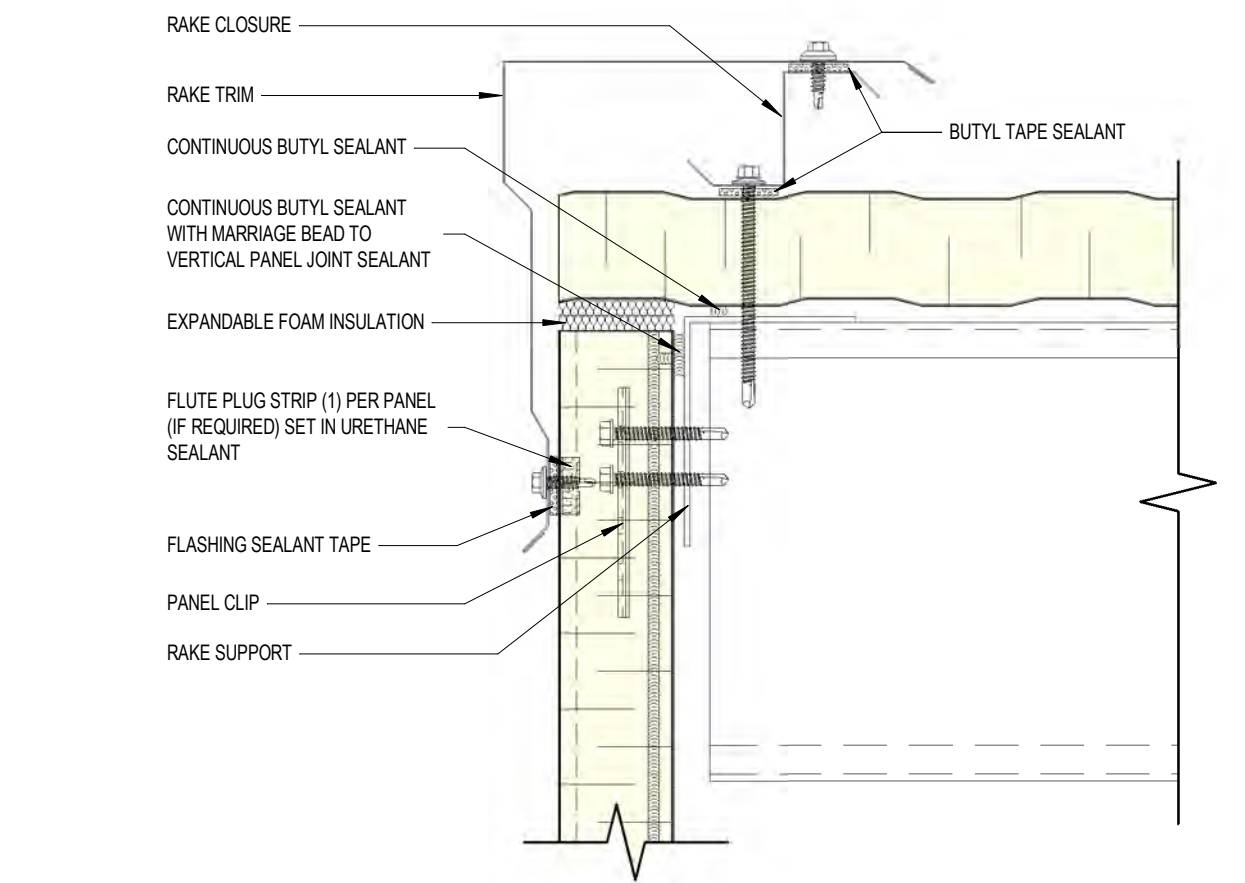 RAKE CLOSURE
RAKE TRIM
CONTINUOUS BUTYL SEALANT
BUTYL TAPE SEALANT
CONTINUOUS BUTYL SEALANT
WITH MARRIAGE BEAD TO
VERTICAL PANEL JOINT SEALANT
EXPANDABLE FOAM INSULATION
FLUTE PLUG STRIP (1) PER PANEL
(IF REQUIRED) SET IN URETHANE
SEALANT
FLASHING SEALANT TAPE
PANEL CLIP
RAKE SUPPORT